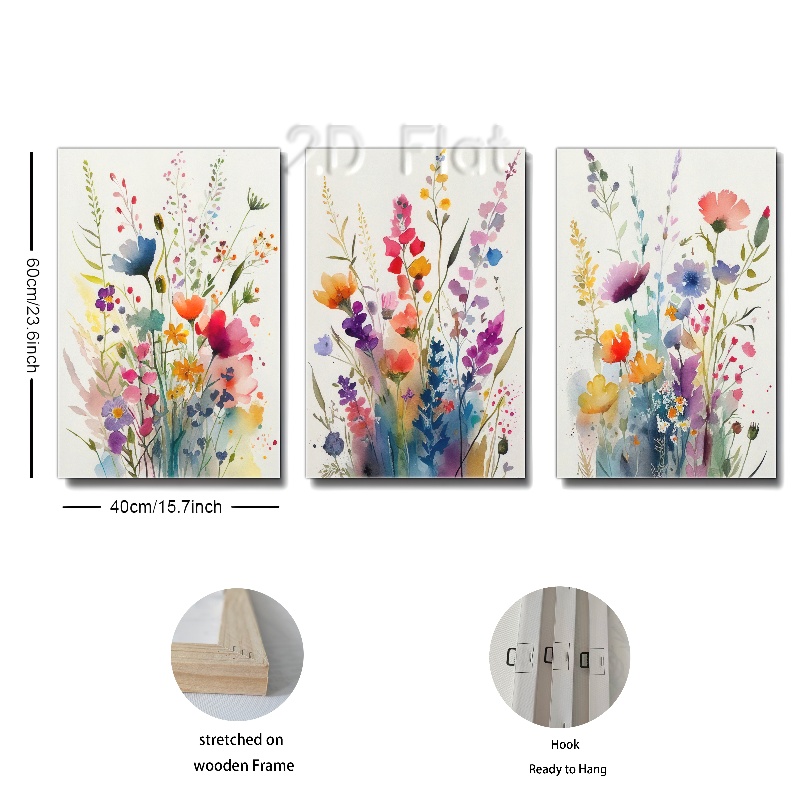 2D Flat
60cm/23.6inch
40cm/15.7inch
stretched on
wooden Frame
Hook
Ready to Hang